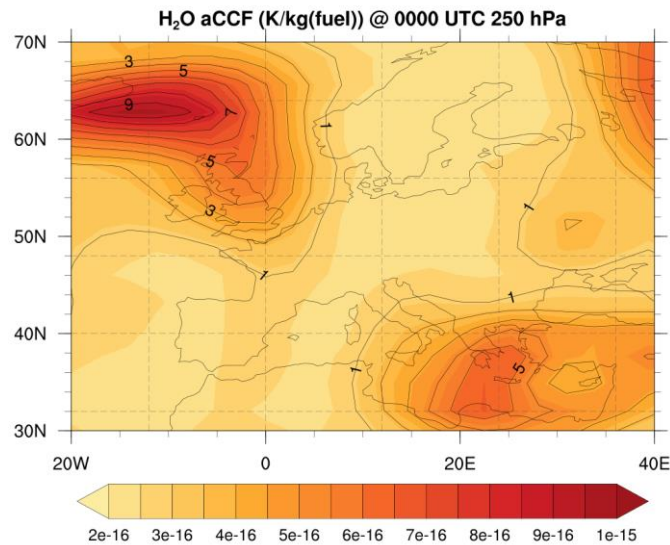 H₂O aCCF (K/kg(fuel)) @ 0000 UTC 250 hPa
70N
3
5
9
7
1
60N
5
3
1
50N
1
1
40N
1
5
30N
20W
0
20E
40E
2e-16
3e-16
4e-16
5e-16
6e-16
7e-16
8e-16
9e-16
1e-15